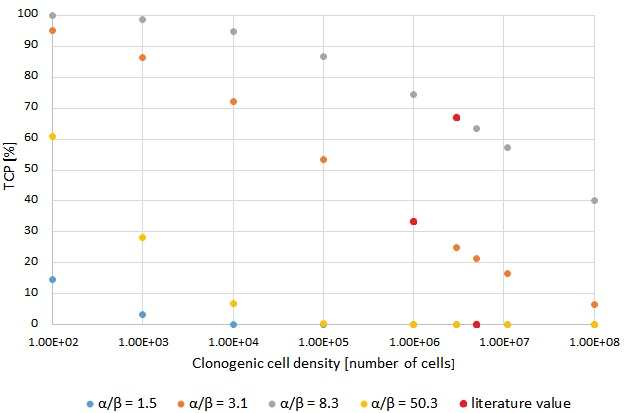 100
90
80
70
60
50
40
30
20
10
0
TCP [%]
1.00E+02 1.00E+03 1.00E+04 1.00E+05 1.00E+06 1.00E+07 1.00E+08
Clonogenic cell density [number of cells]
α/β = 1.5 α/β = 3.1 α/β = 8.3 α/β = 50.3 literature value